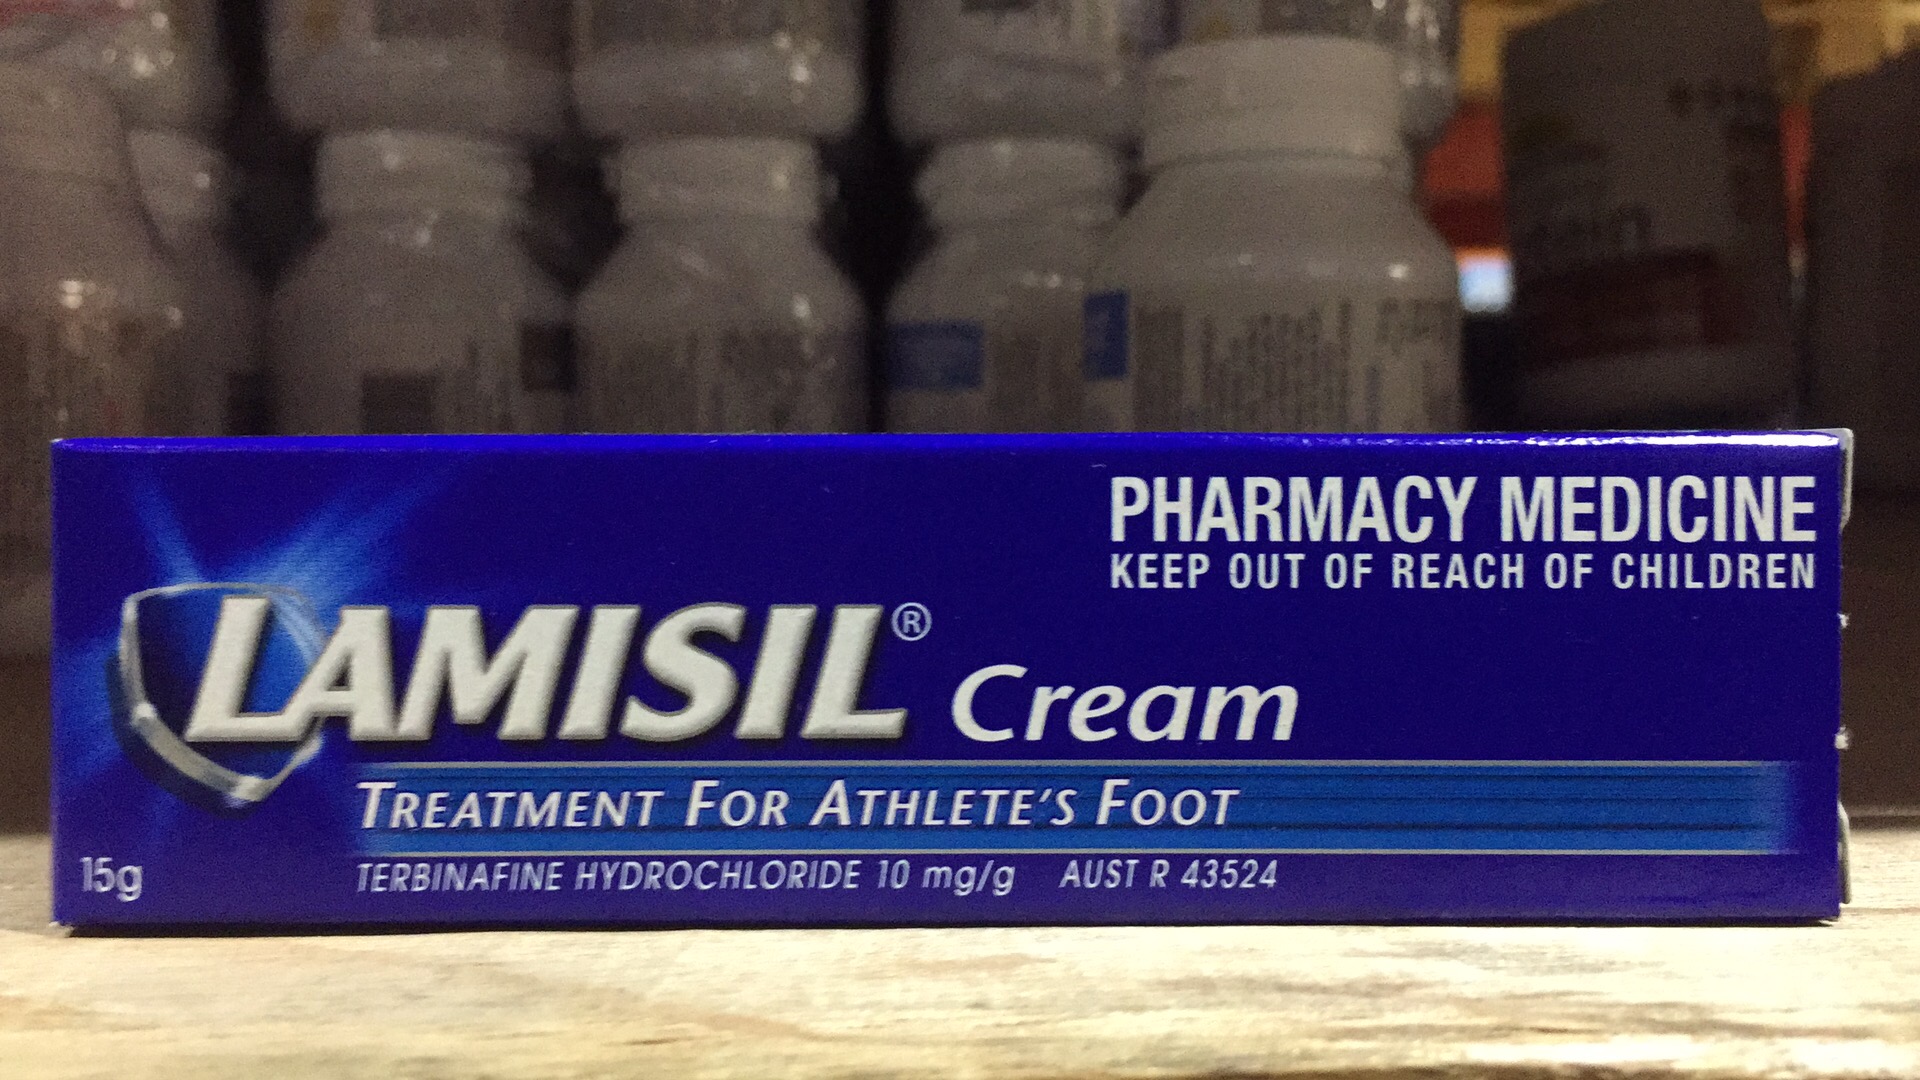 PHARMACY MEDICINE
KEEP OUT OF REACH OF CHILDREN
LAMISIL® Cream
TREATMENT FOR ATHLETE'S FOOT
15g
TERBINAFINE HYDROCHLORIDE 10 mg/g AUST R 43524